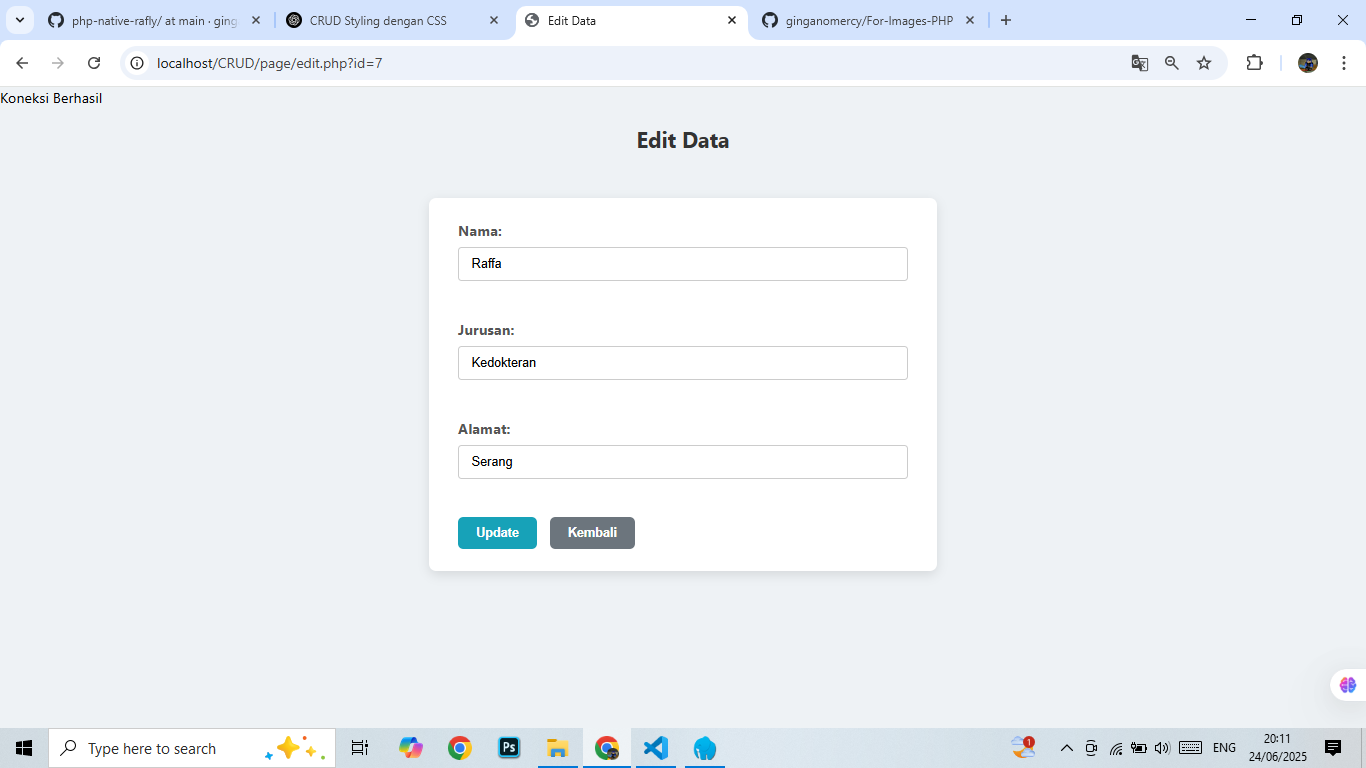 php-native-rafly/ at main · ging
CRUD Styling dengan CSS
Edit Data
ginganomercy/For-Images-PHP
localhost/CRUD/page/edit.php?id=7
Koneksi Berhasil
Edit Data
Nama:
Raffa
Jurusan:
Kedokteran
Alamat:
Serang
Update
Kembali
Type here to search
Ps
1
ENG
20:11
24/06/2025